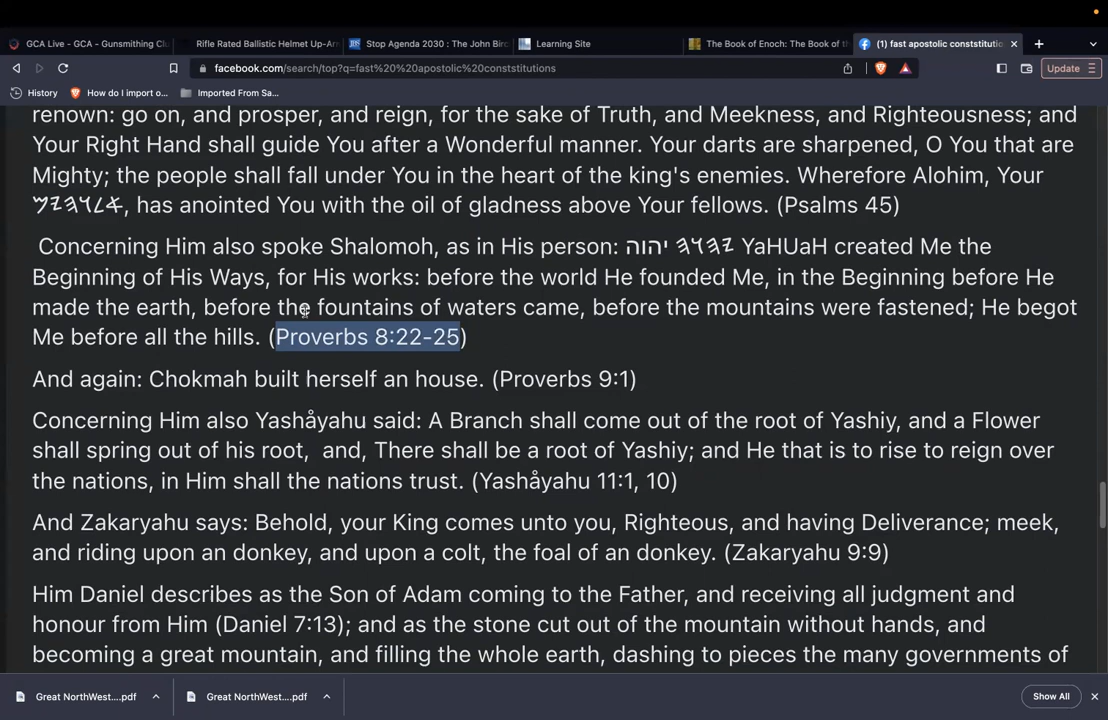 GCA Live - GCA - Gunsmithing Clu
Rifle Rated Ballistic Helmet Up-Arr
Stop Agenda 2030 : The John Birc
Learning Site
The Book of Enoch: The Book of th
(1) fast apostolic conststitutio
facebook.com/search/top?q=fast%20%20apostolic%20conststitutions
Update
History
How do I import o...
Imported From Sa...
renown: go on, and prosper, and reign, for the sake of Truth, and Meekness, and Righteousness; and
Your Right Hand shall guide You after a Wonderful manner. Your darts are sharpened, O You that are
Mighty; the people shall fall under You in the heart of the king's enemies. Wherefore Alohim, Your
has anointed You with the oil of gladness above Your fellows. (Psalms 45)
Concerning Him also spoke Shalomoh, as in His person: יהוה 𐤉𐤄𐤅𐤄 YaHUaH created Me the
Beginning of His Ways, for His works: before the world He founded Me, in the Beginning before He
made the earth, before the fountains of waters came, before the mountains were fastened; He begot
Me before all the hills. (Proverbs 8:22-25)
And again: Chokmah built herself an house. (Proverbs 9:1)
Concerning Him also Yashåyahu said: A Branch shall come out of the root of Yashiy, and a Flower
shall spring out of his root, and, There shall be a root of Yashiy; and He that is to rise to reign over
the nations, in Him shall the nations trust. (Yashåyahu 11:1, 10)
And Zakaryahu says: Behold, your King comes unto you, Righteous, and having Deliverance; meek,
and riding upon an donkey, and upon a colt, the foal of an donkey. (Zakaryahu 9:9)
Him Daniel describes as the Son of Adam coming to the Father, and receiving all judgment and
honour from Him (Daniel 7:13); and as the stone cut out of the mountain without hands, and
becoming a great mountain, and filling the whole earth, dashing to pieces the many governments of
Great NorthWest....pdf
Great NorthWest....pdf
Show All